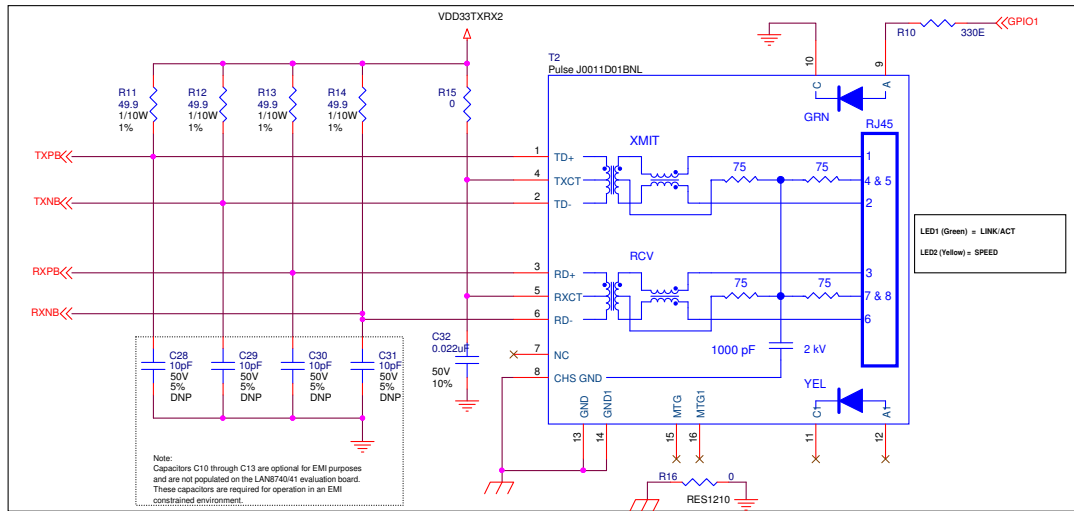 VDD33TXRX2
R10
330E
GPIO1
T2
Pulse J0011D01BNL
10
9
C
A
GRN
RJ45
R11
49.9
1/10W
1%
R12
49.9
1/10W
1%
R13
49.9
1/10W
1%
R14
49.9
1/10W
1%
R15
0
XMIT
TXPB
1
TD+
4
TXCT
TXNB
2
TD-
75
75
1
4 & 5
2
LED1 (Green) = LINK/ACT
LED2 (Yellow) = SPEED
RCV
RXPB
3
RD+
5
RXCT
RXNB
6
RD-
75
75
3
7 & 8
6
C28
10pF
50V
5%
DNP
C29
10pF
50V
5%
DNP
C30
10pF
50V
5%
DNP
C31
10pF
50V
5%
DNP
C32
0.022uF
50V
10%
7
NC
8
CHS GND
1000 pF
2 kV
YEL
GND
GND1
MTG
MTG1
C1
A1
13
14
15
16
11
12
Note:
Capacitors C10 through C13 are optional for EMI purposes
and are not populated on the LAN8740/41 evaluation board.
These capacitors are required for operation in an EMI
constrained environment.
R16
0
RES1210